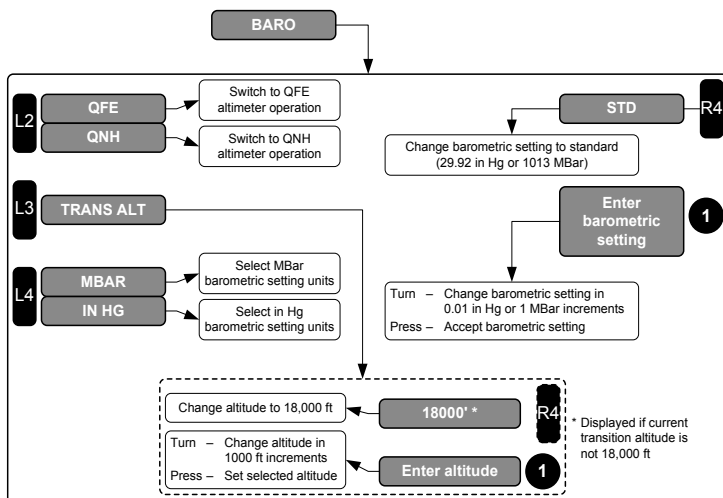 BARO
L2
QFE
Switch to QFE
altimeter operation
QNH
Switch to QNH
altimeter operation
STD
R4
Change barometric setting to standard
(29.92 in Hg or 1013 MBar)
L3
TRANS ALT
Enter
barometric
setting
1
L4
MBAR
Select MBar
barometric setting units
IN HG
Select in Hg
barometric setting units
Turn – Change barometric setting in
0.01 in Hg or 1 MBar increments
Press – Accept barometric setting
Change altitude to 18,000 ft
18000' *
R4
* Displayed if current
transition altitude is
not 18,000 ft
Turn – Change altitude in
1000 ft increments
Press – Set selected altitude
Enter altitude
1